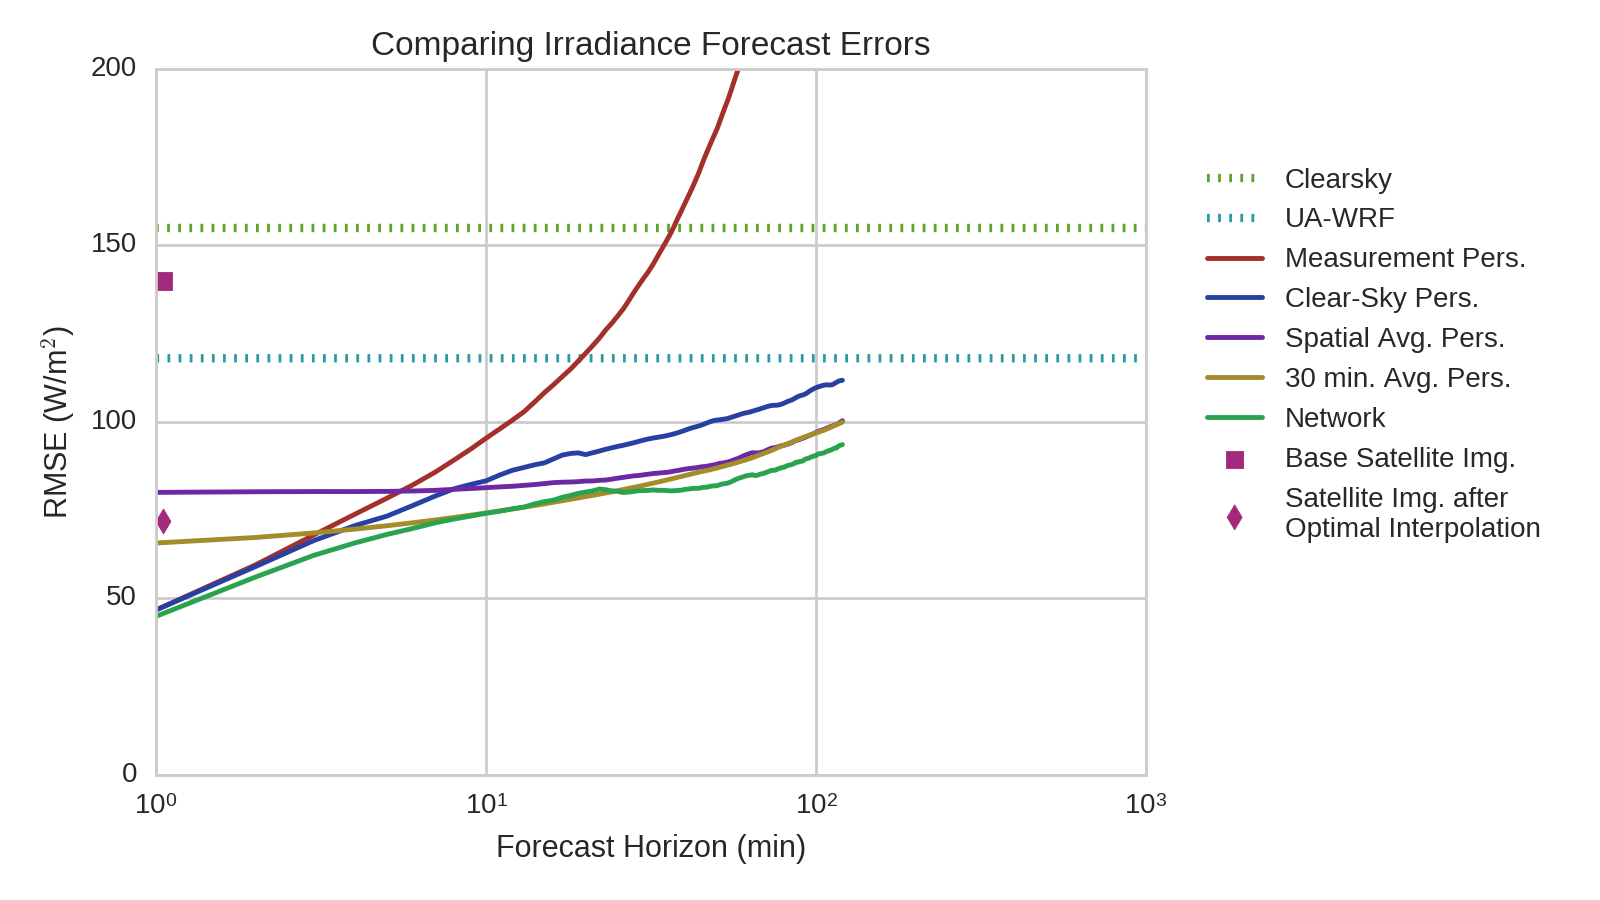 Comparing Irradiance Forecast Errors
200
150
100
50
0
RMSE (W/m²)
10⁰ 10¹ 10² 10³
Forecast Horizon (min)
Clearsky
UA-WRF
Measurement Pers.
Clear-Sky Pers.
Spatial Avg. Pers.
30 min. Avg. Pers.
Network
Base Satellite Img.
Satellite Img. after
Optimal Interpolation